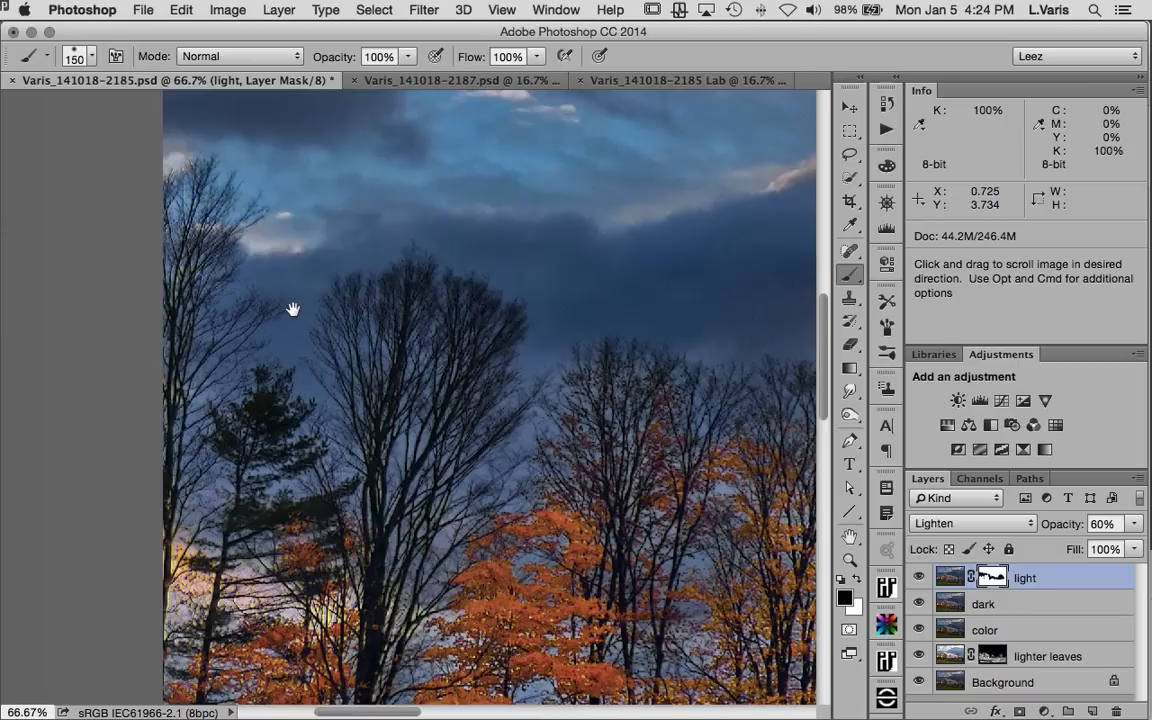 Photoshop File Edit Image Layer Type Select Filter 3D View Window Help 98% Mon Jan 5 4:24 PM L.Varis
Adobe Photoshop CC 2014
150 Mode: Normal Opacity: 100% Flow: 100% Leez
× Varis_141018-2185.psd @ 66.7% (light, Layer Mask/8) * × Varis_141018-2187.psd @ 16.7% ... × Varis_141018-2185 Lab @ 16.7% ...
Info
K: 100% C: 0%
M: 0%
Y: 0%
K: 100%
8-bit 8-bit
X: 0.725 W:
Y: 3.734 H:
Doc: 44.2M/246.4M
Click and drag to scroll image in desired
direction. Use Opt and Cmd for additional
options
Libraries Adjustments
Add an adjustment
Layers Channels Paths
Kind
Lighten Opacity: 60%
Lock: Fill: 100%
light
dark
color
lighter leaves
Background
66.67% sRGB IEC61966-2.1 (8bpc)